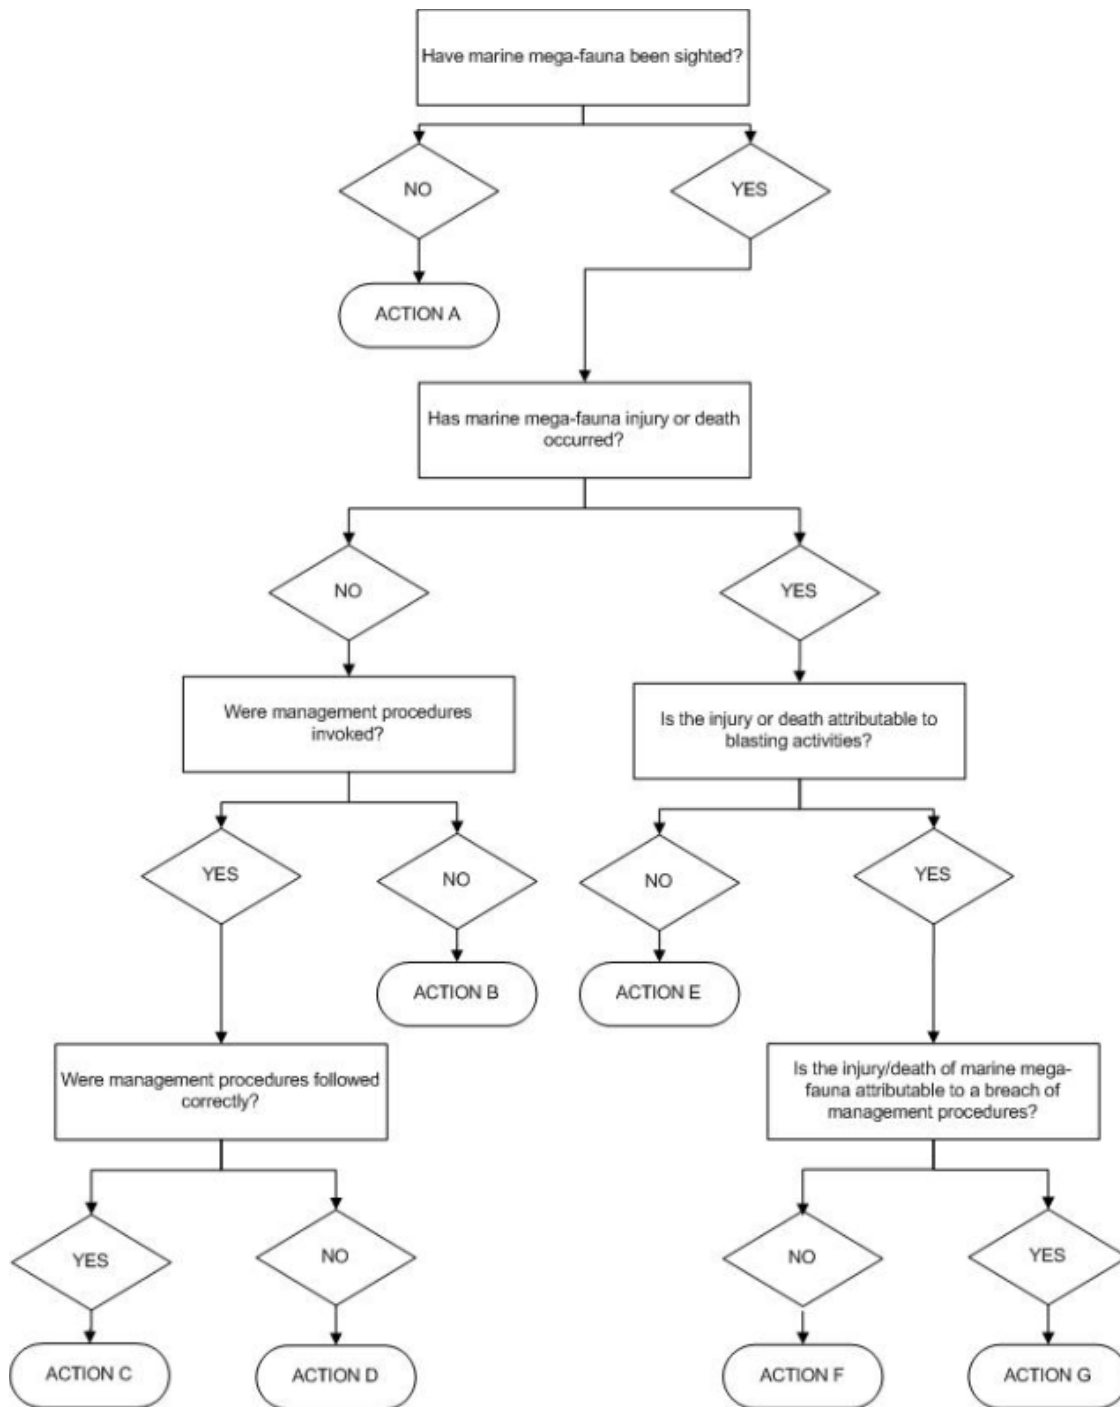 Have marine mega-fauna been sighted?
NO
YES
ACTION A
Has marine mega-fauna injury or death
occurred?
NO
YES
Were management procedures
invoked?
Is the injury or death attributable to
blasting activities?
YES
NO
NO
YES
ACTION B
ACTION E
Were management procedures followed
correctly?
Is the injury/death of marine mega-
fauna attributable to a breach of
management procedures?
YES
NO
NO
YES
ACTION C
ACTION D
ACTION F
ACTION G